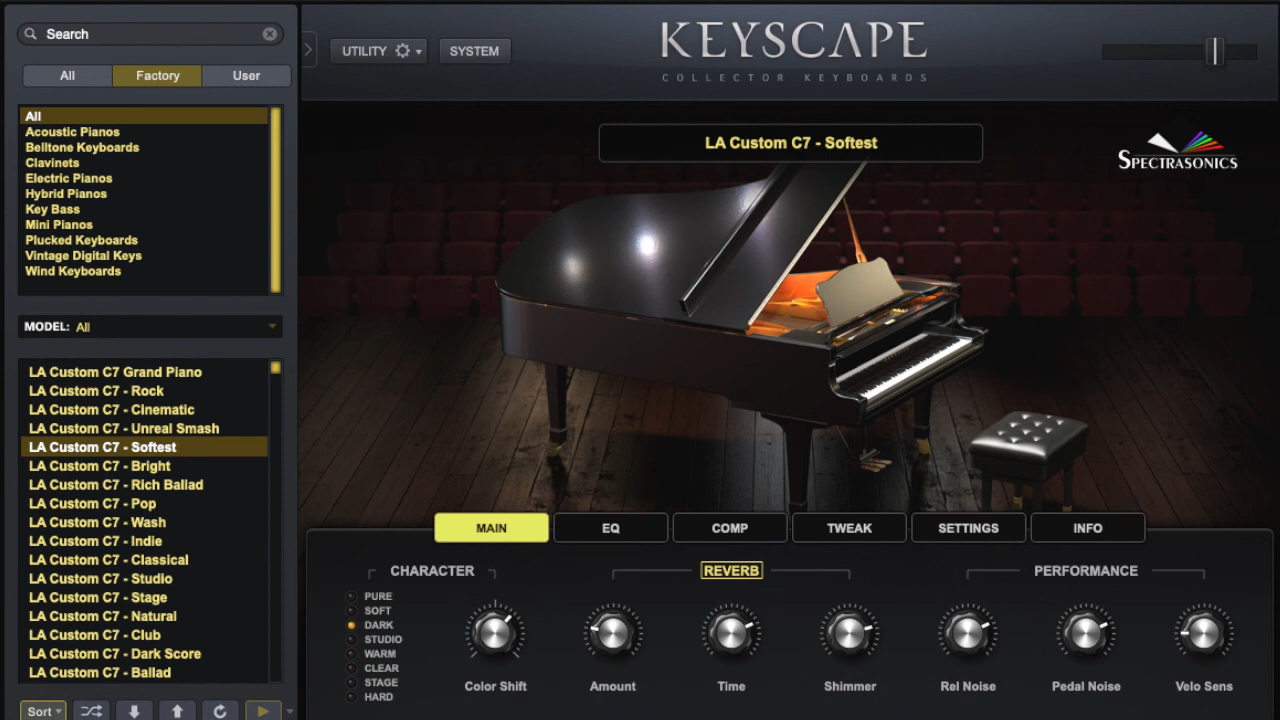 Search
All
Factory
User
All
Acoustic Pianos
Belltone Keyboards
Clavinets
Electric Pianos
Hybrid Pianos
Key Bass
Mini Pianos
Plucked Keyboards
Vintage Digital Keys
Wind Keyboards
MODEL: All
LA Custom C7 Grand Piano
LA Custom C7 - Rock
LA Custom C7 - Cinematic
LA Custom C7 - Unreal Smash
LA Custom C7 - Softest
LA Custom C7 - Bright
LA Custom C7 - Rich Ballad
LA Custom C7 - Pop
LA Custom C7 - Wash
LA Custom C7 - Indie
LA Custom C7 - Classical
LA Custom C7 - Studio
LA Custom C7 - Stage
LA Custom C7 - Natural
LA Custom C7 - Club
LA Custom C7 - Dark Score
LA Custom C7 - Ballad
Sort
UTILITY
SYSTEM
KEYSCAPE
COLLECTOR KEYBOARDS
LA Custom C7 - Softest
SPECTRASONICS
MAIN
EQ
COMP
TWEAK
SETTINGS
INFO
CHARACTER
PURE
SOFT
DARK
STUDIO
WARM
CLEAR
STAGE
HARD
Color Shift
REVERB
Amount
Time
Shimmer
PERFORMANCE
Rel Noise
Pedal Noise
Velo Sens